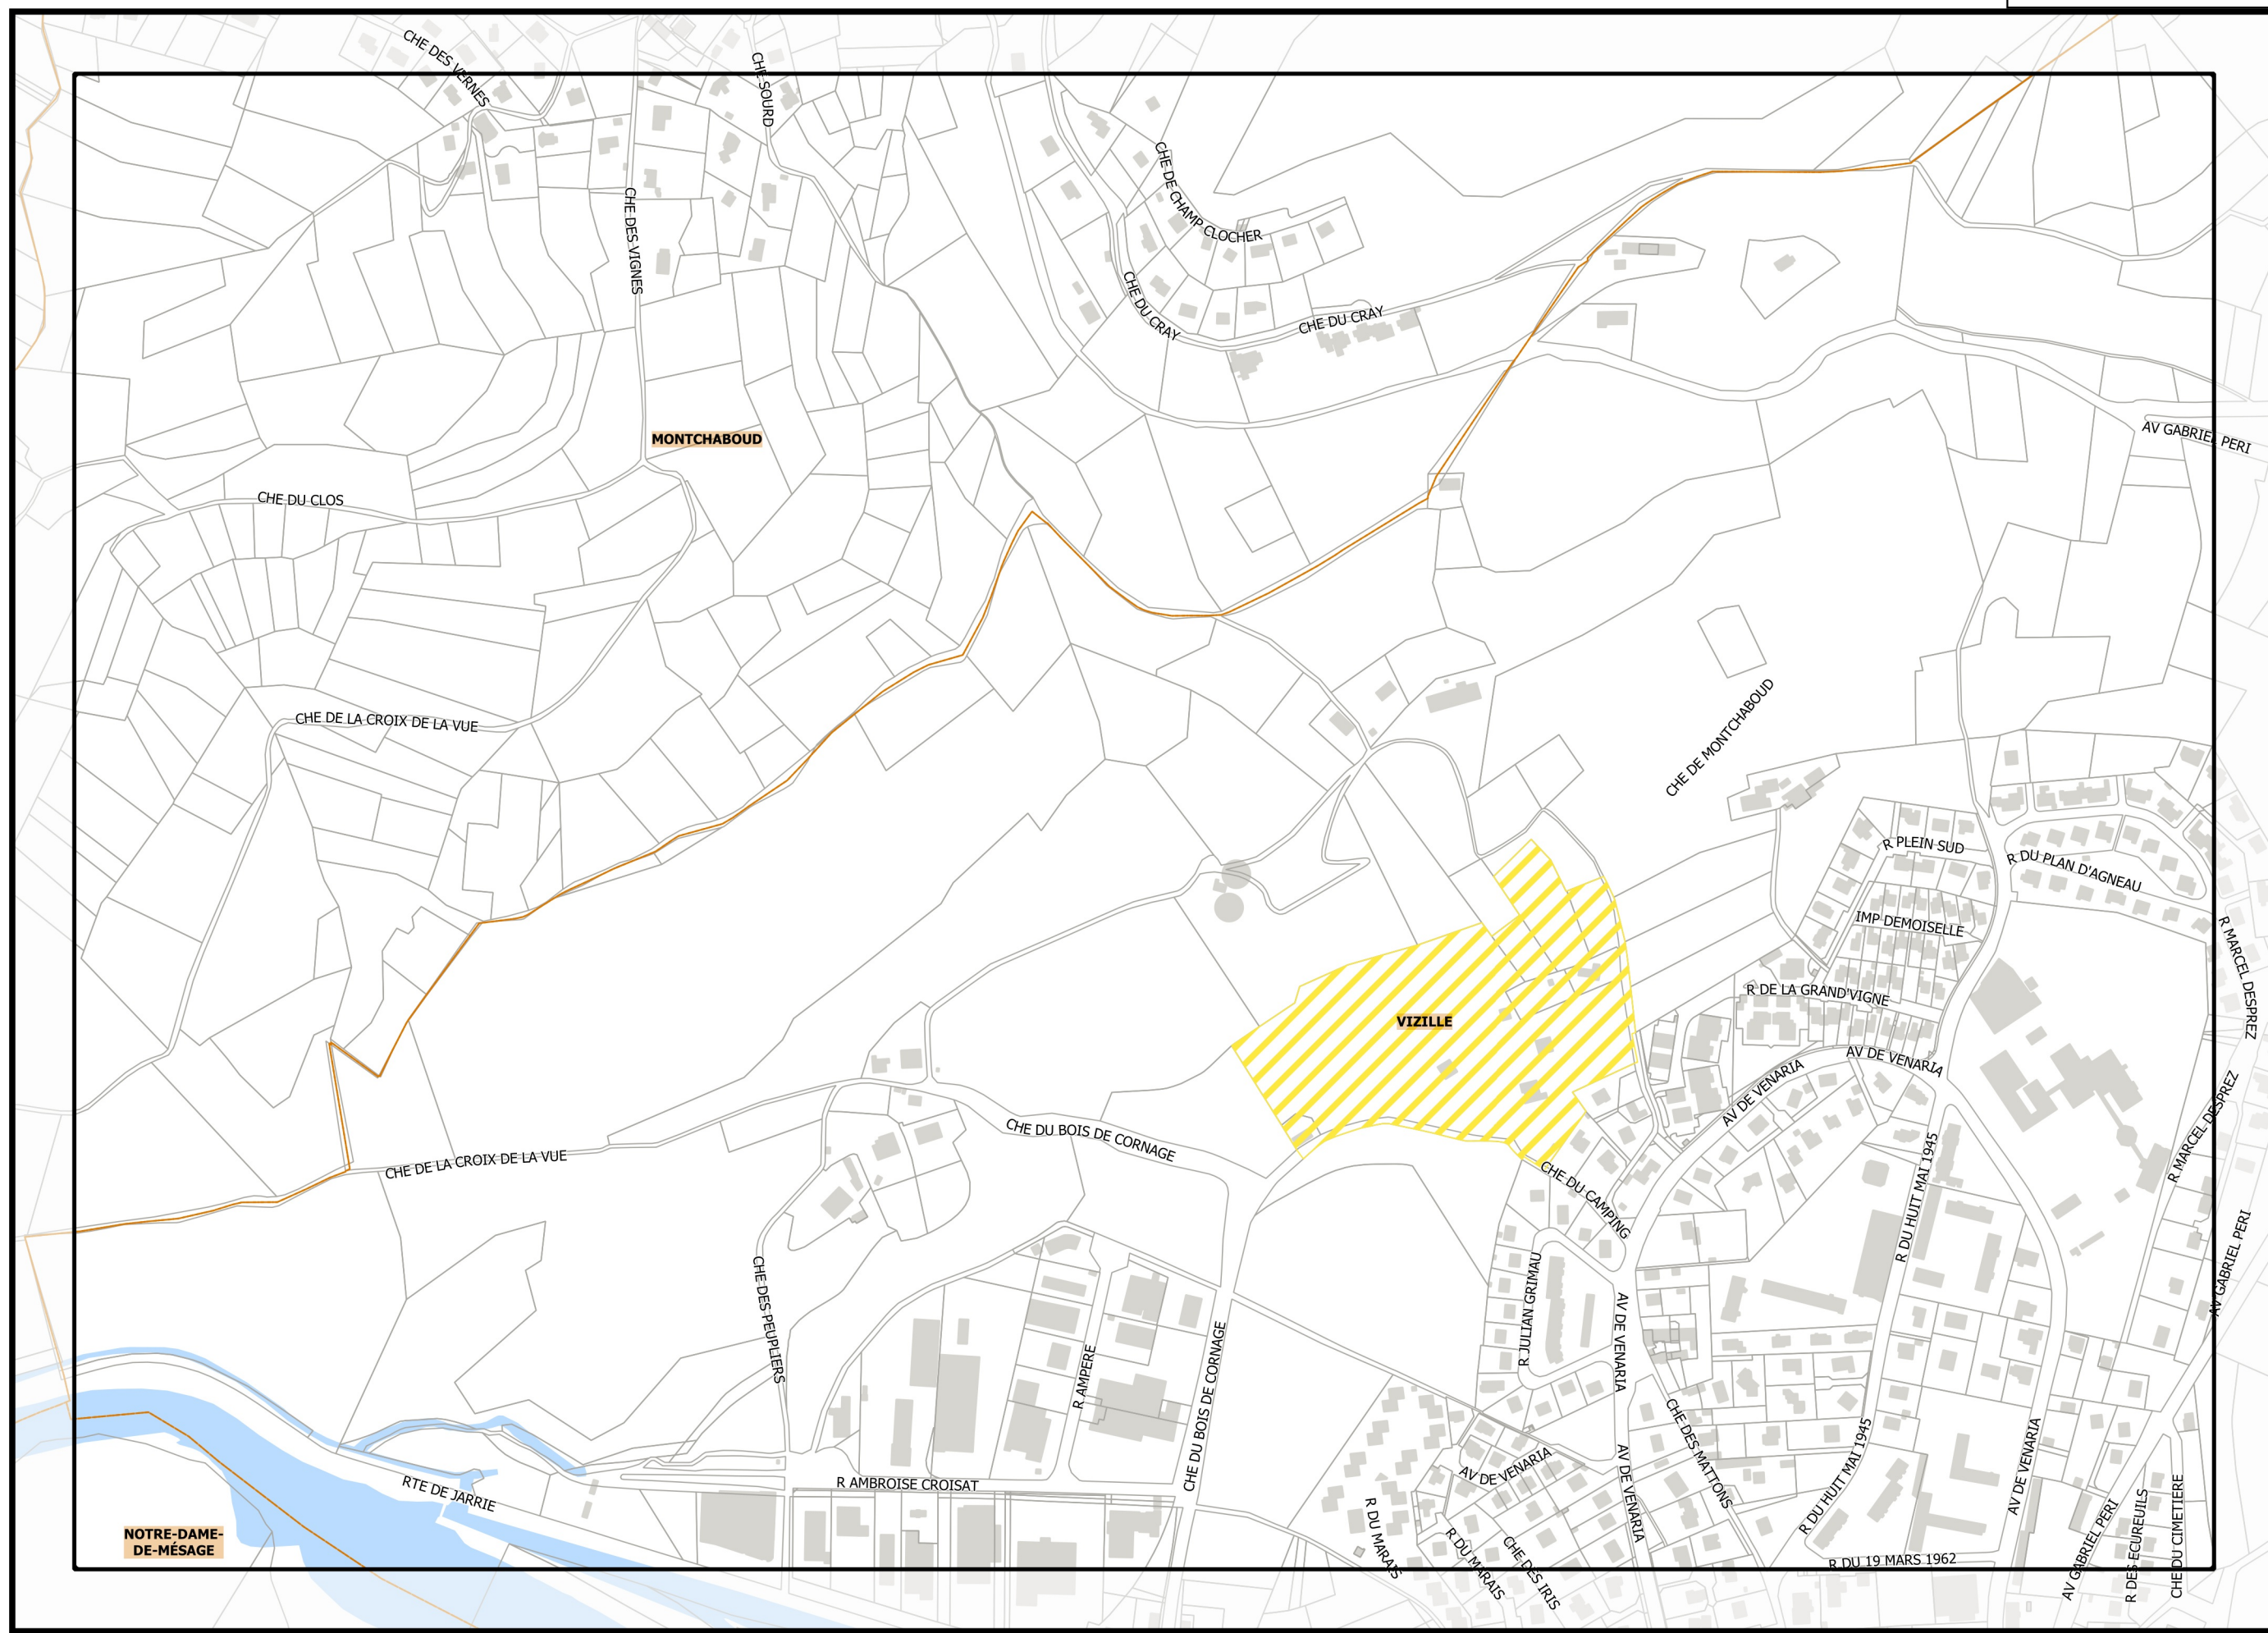 CHE DES VERNES
CHE SOURD
CHE DE CHAMP CLOCHER
CHE DES VIGNES
CHE DU CRAY
CHE DU CRAY
AV GABRIEL PERI
MONTCHABOUD
CHE DU CLOS
CHE DE LA CROIX DE LA VUE
CHE DE MONTCHABOUD
R PLEIN SUD
R DU PLAN D'AGNEAU
IMP DEMOISELLE
R MARCEL DESPREZ
R DE LA GRAND'VIGNE
VIZILLE
AV DE VENARIA
AV DE VENARIA
CHE DU BOIS DE CORNAGE
R MARCEL DESPREZ
CHE DE LA CROIX DE LA VUE
CHE DU CAMPING
R DU HUIT MAI 1945
AV GABRIEL PERI
CHE DES PEUPLIERS
R JULIAN GRIMAU
AV DE VENARIA
R AMPERE
CHE DU BOIS DE CORNAGE
CHE DES MATTONS
R DU HUIT MAI 1945
AV DE VENARIA
AV DE VENARIA
AV DE VENARIA
R AMBROISE CROISAT
RTE DE JARRIE
R DU MARAIS
R DU MARAIS
CHE DES IRIS
AV GABRIEL PERI
R DES ECUREUILS
CHE DU CIMETIERE
NOTRE-DAME-
DE-MÉSAGE
R DU 19 MARS 1962